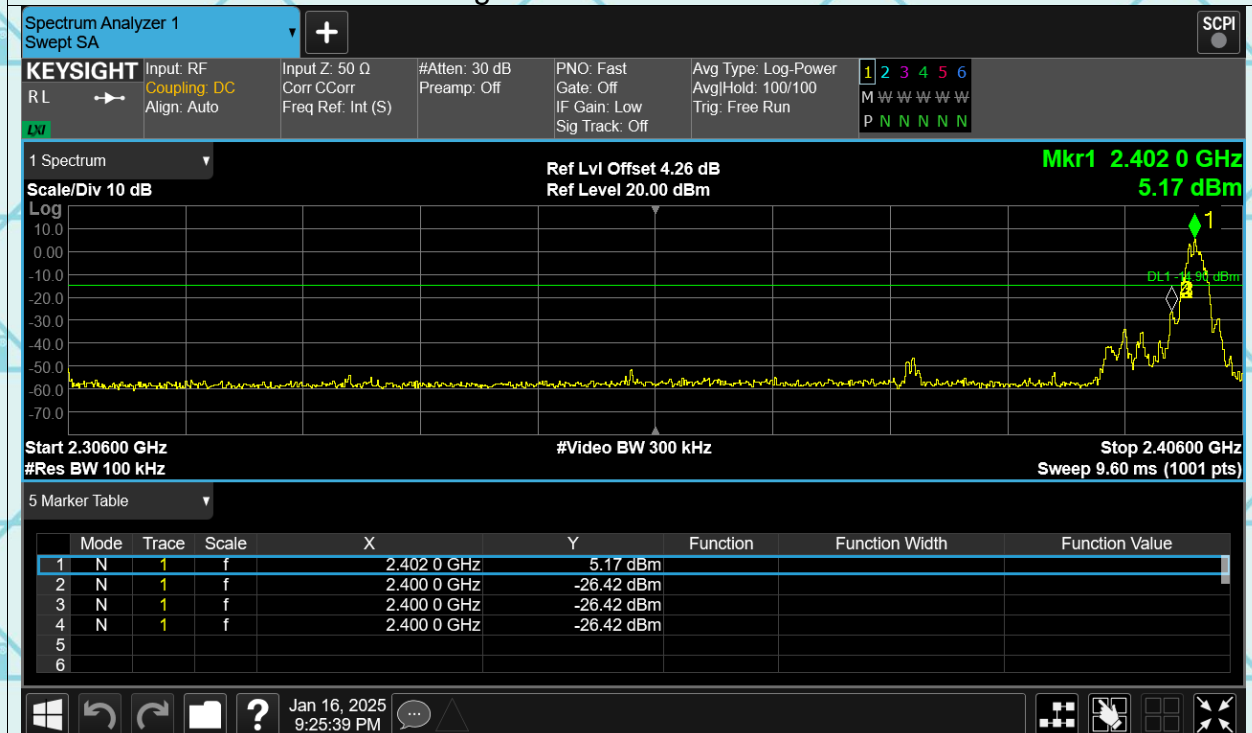 Spectrum Analyzer 1
Swept SA
+
SCPI
KEYSIGHT
RL
LXI
Input: RF
Coupling: DC
Align: Auto
Input Z: 50 Ω
Corr CCorr
Freq Ref: Int (S)
#Atten: 30 dB
Preamp: Off
PNO: Fast
Gate: Off
IF Gain: Low
Sig Track: Off
Avg Type: Log-Power
Avg|Hold: 100/100
Trig: Free Run
1 2 3 4 5 6
M W W W W W
P N N N N N
1 Spectrum
Scale/Div 10 dB
Ref Lvl Offset 4.26 dB
Ref Level 20.00 dBm
Mkr1 2.402 0 GHz
5.17 dBm
Log
10.0
0.00
-10.0
-20.0
-30.0
-40.0
-50.0
-60.0
-70.0
1
DL1 -14.90 dBm
Start 2.30600 GHz
#Res BW 100 kHz
#Video BW 300 kHz
Stop 2.40600 GHz
Sweep 9.60 ms (1001 pts)
5 Marker Table
Mode Trace Scale X Y Function Function Width Function Value
1 N 1 f 2.402 0 GHz 5.17 dBm
2 N 1 f 2.400 0 GHz -26.42 dBm
3 N 1 f 2.400 0 GHz -26.42 dBm
4 N 1 f 2.400 0 GHz -26.42 dBm
5
6
?
Jan 16, 2025
9:25:39 PM